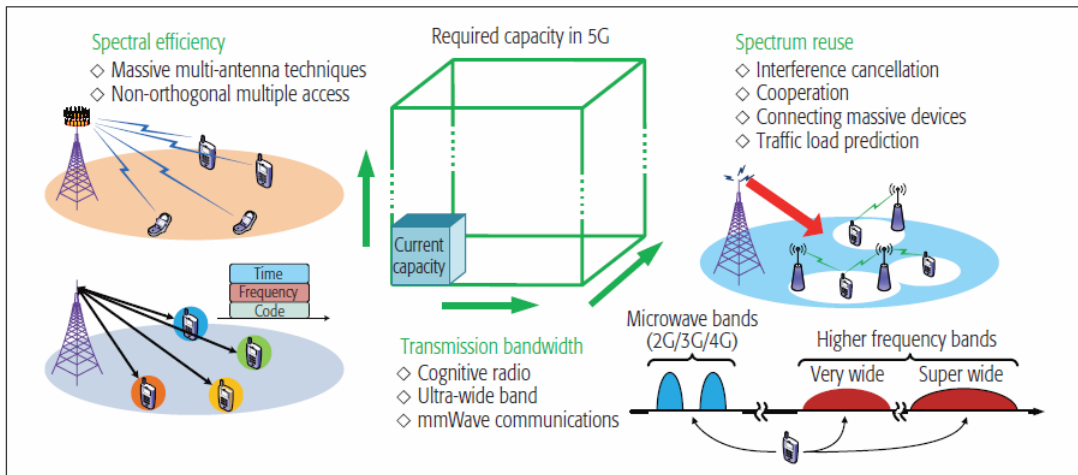 Spectral efficiency
◇ Massive multi-antenna techniques
◇ Non-orthogonal multiple access
Required capacity in 5G
Spectrum reuse
◇ Interference cancellation
◇ Cooperation
◇ Connecting massive devices
◇ Traffic load prediction
Current
capacity
Time
Frequency
Code
Transmission bandwidth
◇ Cognitive radio
◇ Ultra-wide band
◇ mmWave communications
Microwave bands
(2G/3G/4G)
Higher frequency bands
Very wide
Super wide